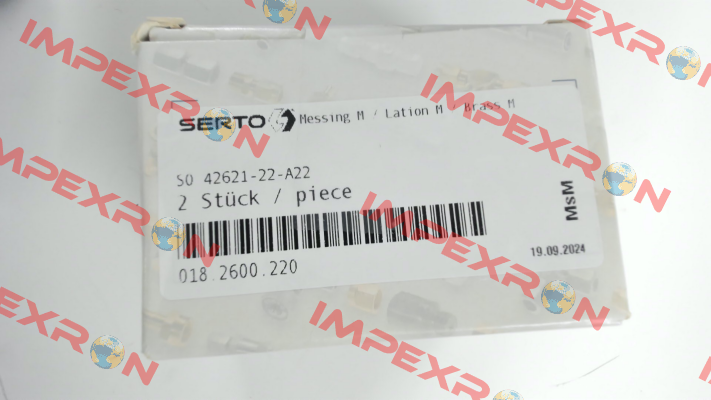 SERTO Messing M / Lation M Brass M
SO 42621-22-A22
2 Stück / piece
018.2600.220
MsM
19.09.2024
IMPEXRON
IMPEXRON
IMPEXRON
IMPEXRON
IMPEXRON
IMPEXRON